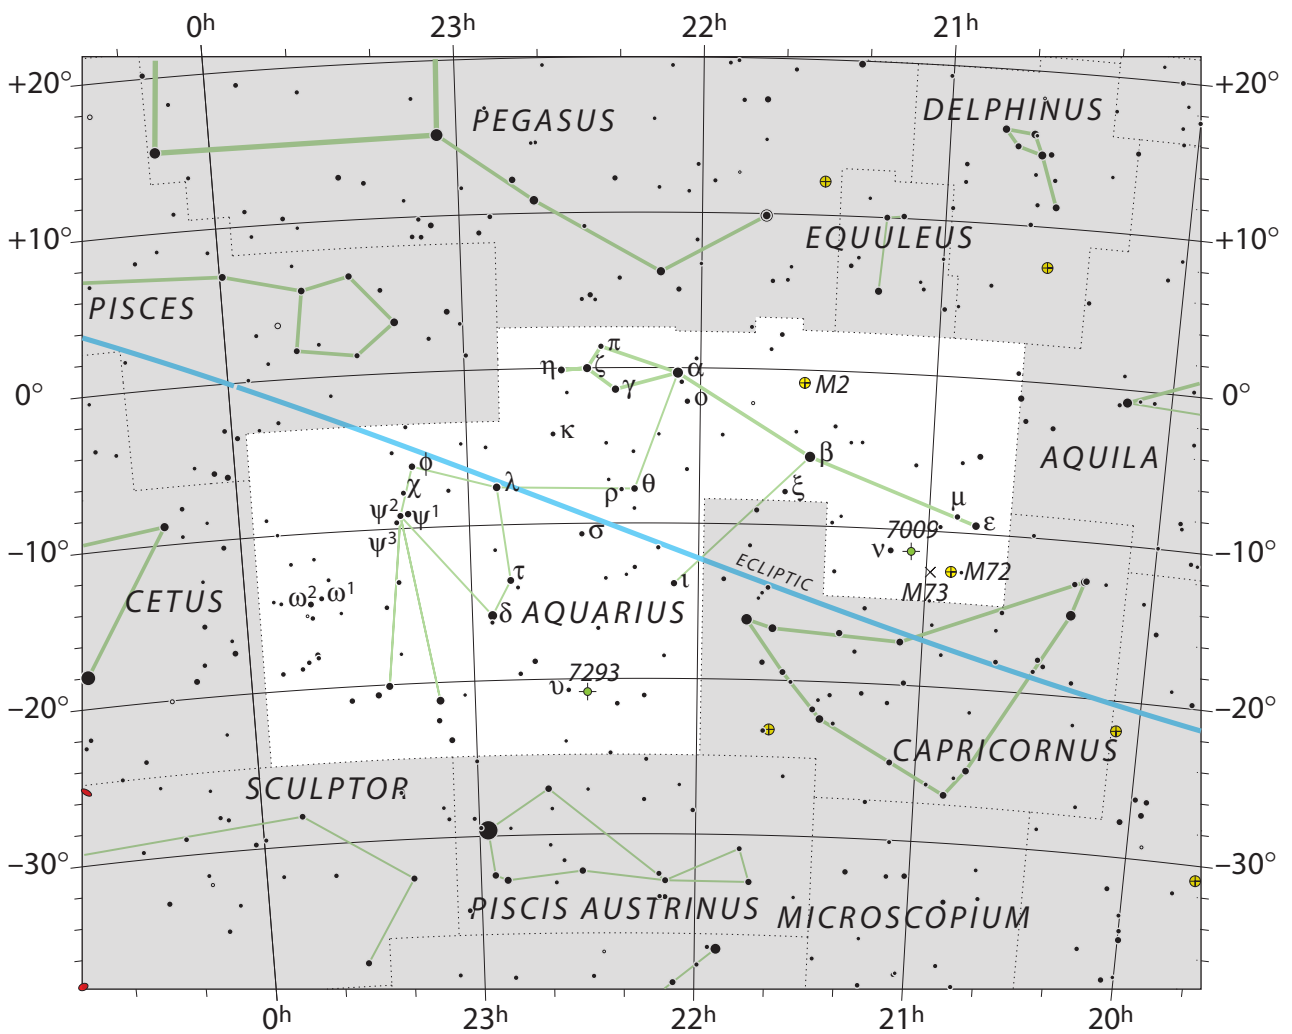 0ʰ 23ʰ 22ʰ 21ʰ
+20° +20°
PEGASUS
DELPHINUS
+10° +10°
EQUULEUS
PISCES
π
η ζ α
γ
M2
0° 0°
ο
κ
β
AQUILA
φ
χ λ ρ θ ξ
ψ² ψ¹
μ
ε
σ
7009
ψ³
ν
−10° −10°
ECLIPTIC
τ
ι
M72
M73
CETUS
ω² ω¹
δ AQUARIUS
7293
υ
−20° −20°
CAPRICORNUS
SCULPTOR
−30° −30°
PISCIS AUSTRINUS
MICROSCOPIUM
0ʰ 23ʰ 22ʰ 21ʰ 20ʰ